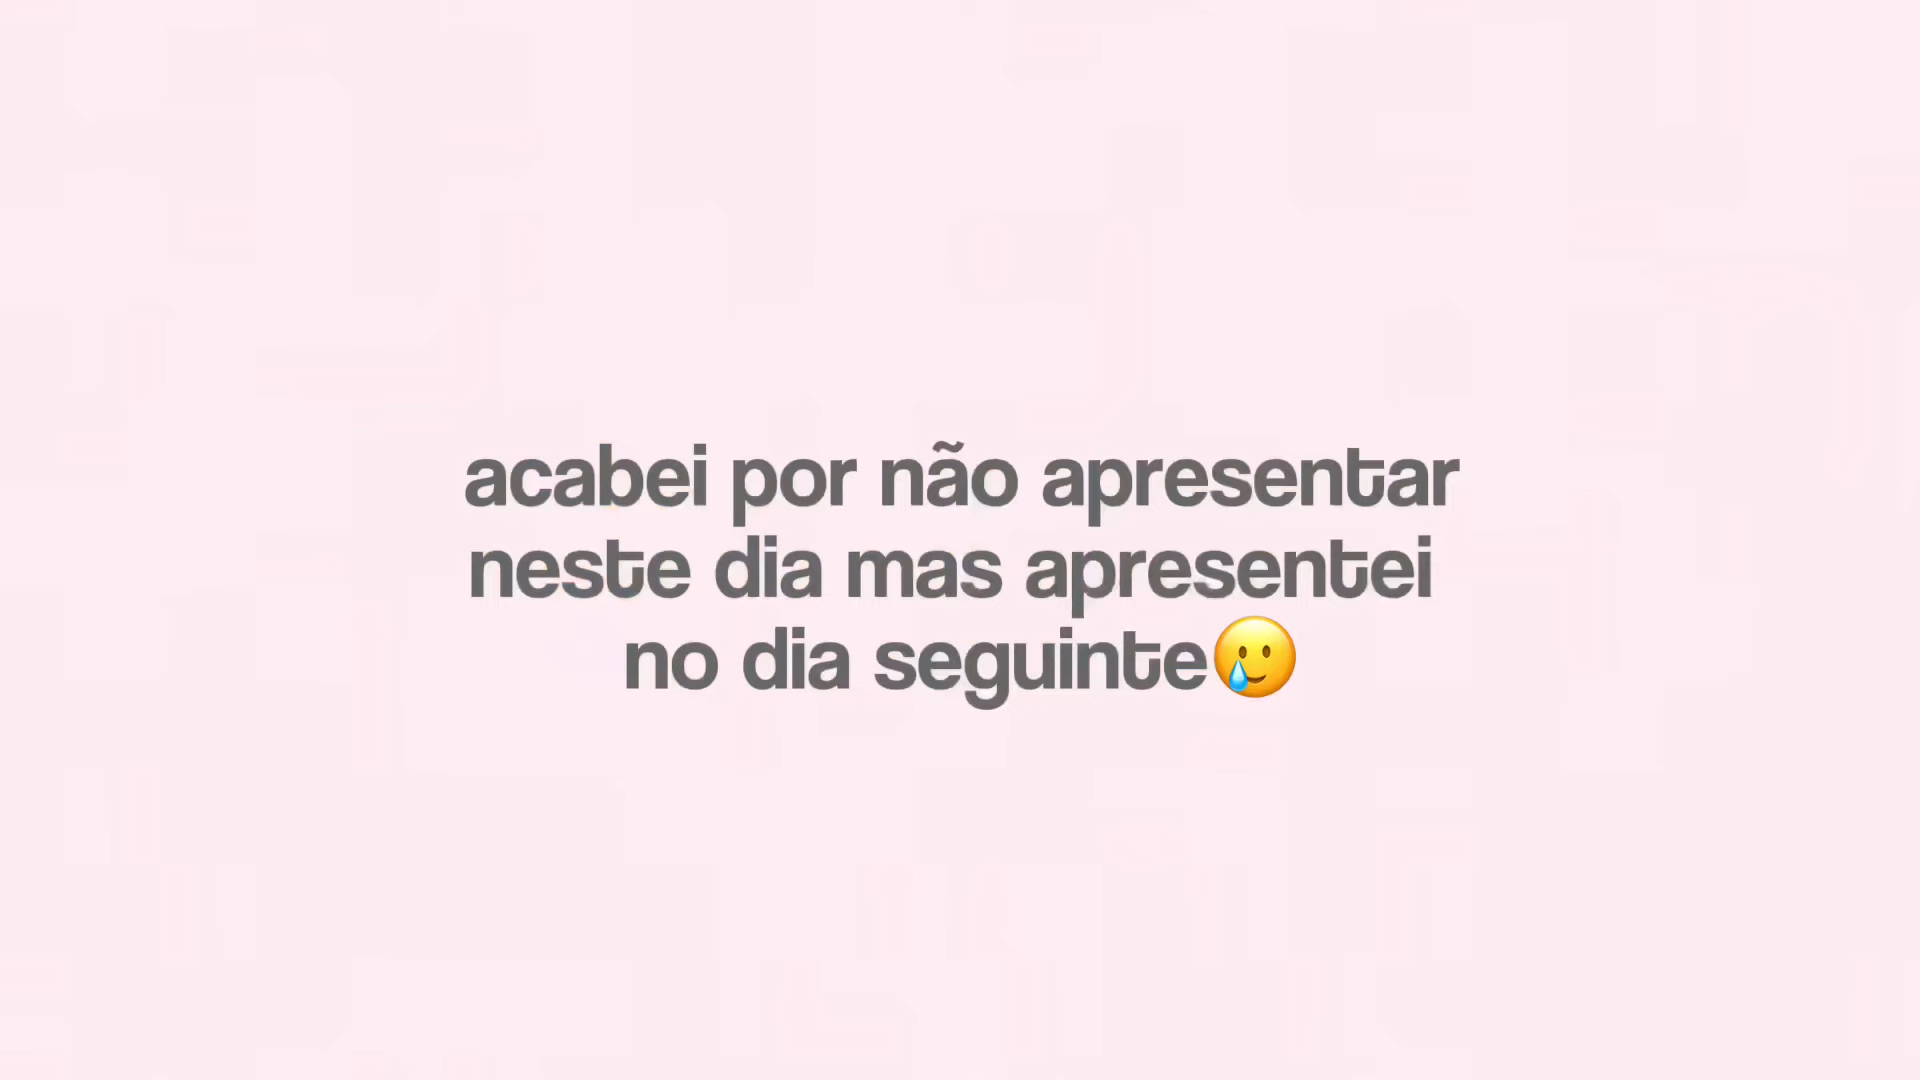 acabei por não apresentar
neste dia mas apresentei
no dia seguinte🥲